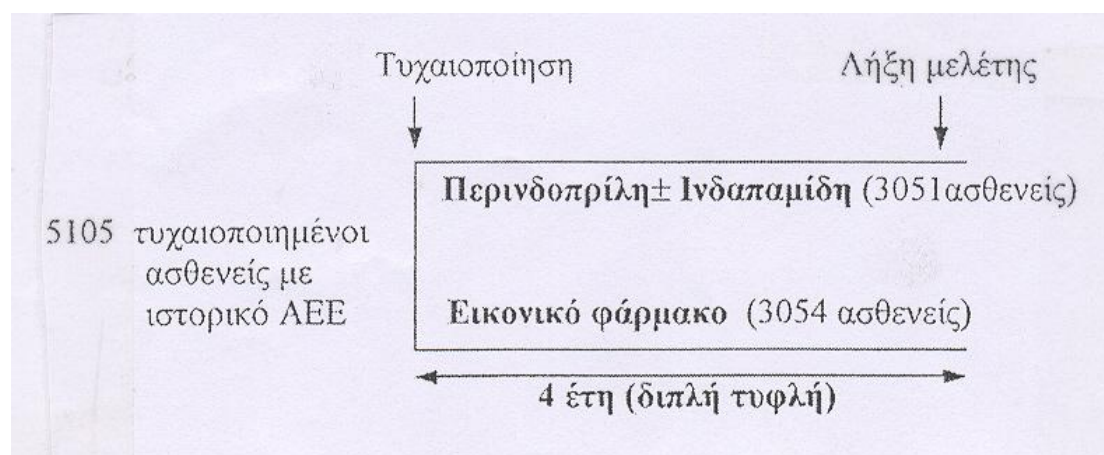 Τυχαιοποίηση
Λήξη μελέτης
Περινδοπρίλη± Ινδαπαμίδη (3051ασθενείς)
5105 τυχαιοποιημένοι
ασθενείς με
ιστορικό ΑΕΕ
Εικονικό φάρμακο (3054 ασθενείς)
4 έτη (διπλή τυφλή)